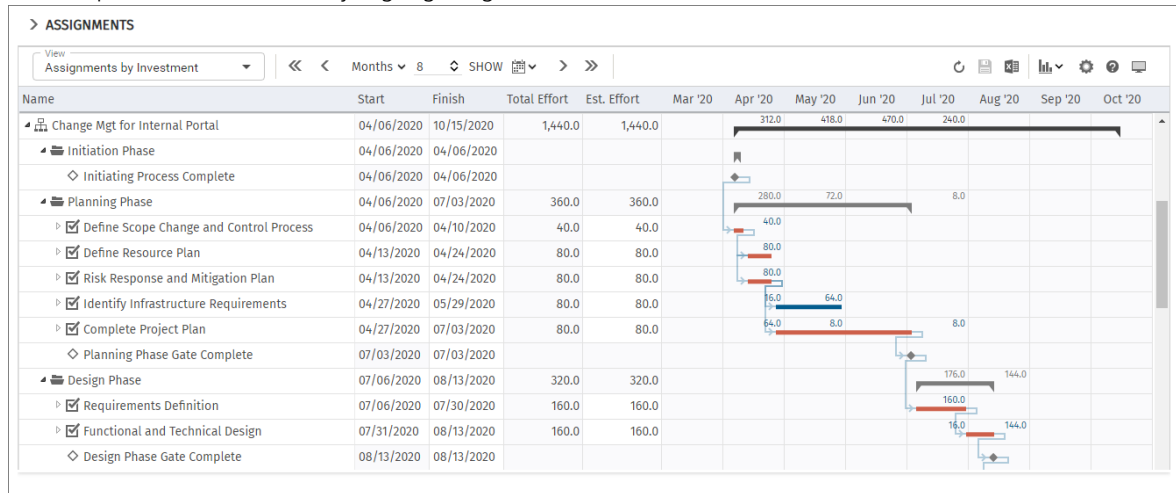 > ASSIGNMENTS
View
Assignments by Investment
Months 8 SHOW
Name Start Finish Total Effort Est. Effort Mar '20 Apr '20 May '20 Jun '20 Jul '20 Aug '20 Sep '20 Oct '20
Change Mgt for Internal Portal 04/06/2020 10/15/2020 1,440.0 1,440.0 312.0 418.0 470.0 240.0
Initiation Phase 04/06/2020 04/06/2020
Initiating Process Complete 04/06/2020 04/06/2020
Planning Phase 04/06/2020 07/03/2020 360.0 360.0 280.0 72.0 8.0
Define Scope Change and Control Process 04/06/2020 04/10/2020 40.0 40.0 40.0
Define Resource Plan 04/13/2020 04/24/2020 80.0 80.0 80.0
Risk Response and Mitigation Plan 04/13/2020 04/24/2020 80.0 80.0 80.0
Identify Infrastructure Requirements 04/27/2020 05/29/2020 80.0 80.0 16.0 64.0
Complete Project Plan 04/27/2020 07/03/2020 80.0 80.0 64.0 8.0 8.0
Planning Phase Gate Complete 07/03/2020 07/03/2020
Design Phase 07/06/2020 08/13/2020 320.0 320.0 176.0 144.0
Requirements Definition 07/06/2020 07/30/2020 160.0 160.0 160.0
Functional and Technical Design 07/31/2020 08/13/2020 160.0 160.0 16.0 144.0
Design Phase Gate Complete 08/13/2020 08/13/2020